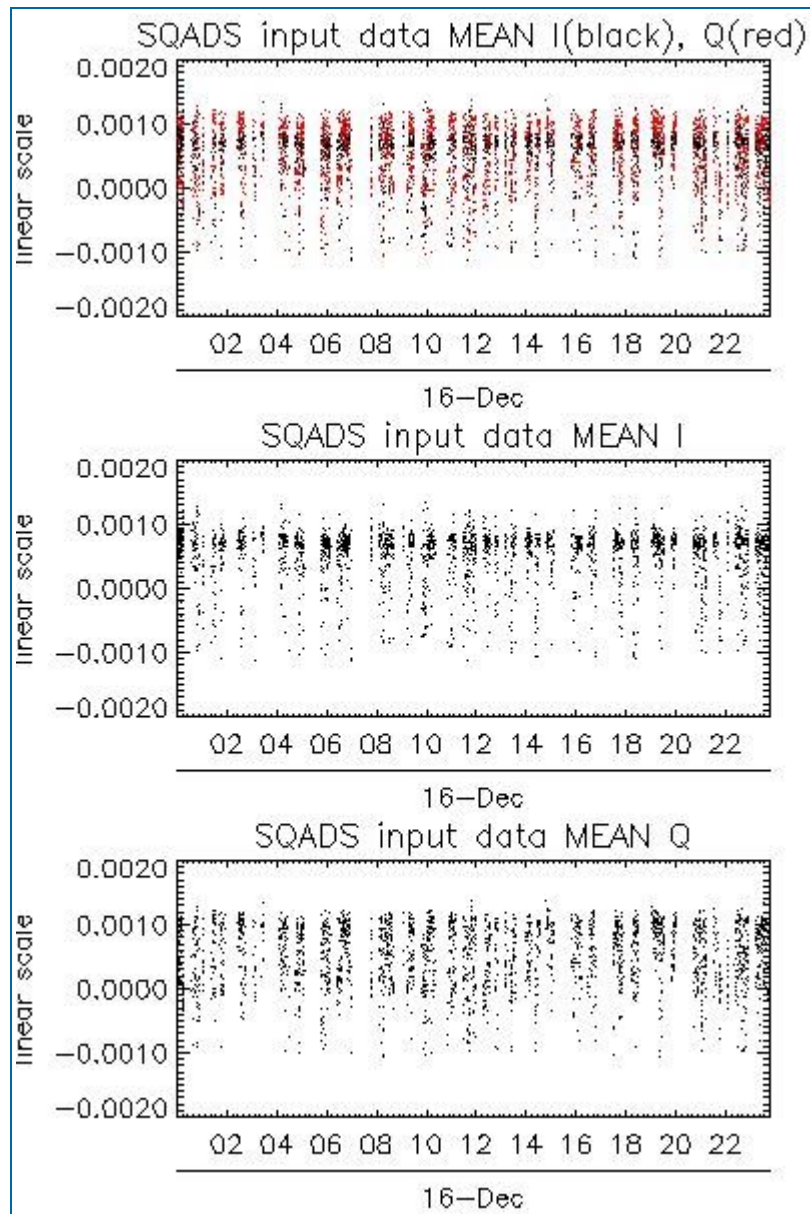 SQADS input data MEAN I(black), Q(red)
linear scale
0.0020
0.0010
0.0000
−0.0010
−0.0020
02 04 06 08 10 12 14 16 18 20 22
16−Dec
SQADS input data MEAN I
linear scale
0.0020
0.0010
0.0000
−0.0010
−0.0020
02 04 06 08 10 12 14 16 18 20 22
16−Dec
SQADS input data MEAN Q
linear scale
0.0020
0.0010
0.0000
−0.0010
−0.0020
02 04 06 08 10 12 14 16 18 20 22
16−Dec